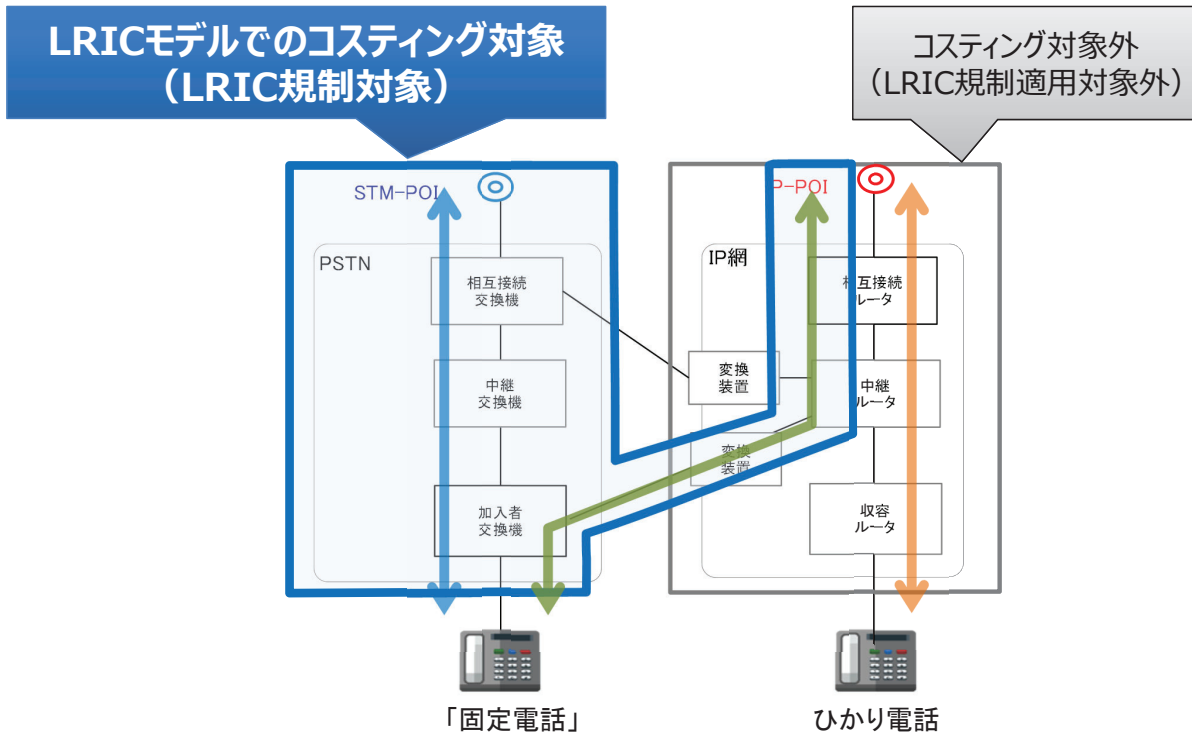 LRICモデルでのコスティング対象
（LRIC規制対象）
コスティング対象外
（LRIC規制適用対象外）
STM-POI
P-POI
PSTN
IP網
相互接続
交換機
相互接続
ルータ
変換
装置
中継
交換機
中継
ルータ
変換
装置
加入者
交換機
収容
ルータ
「固定電話」
ひかり電話